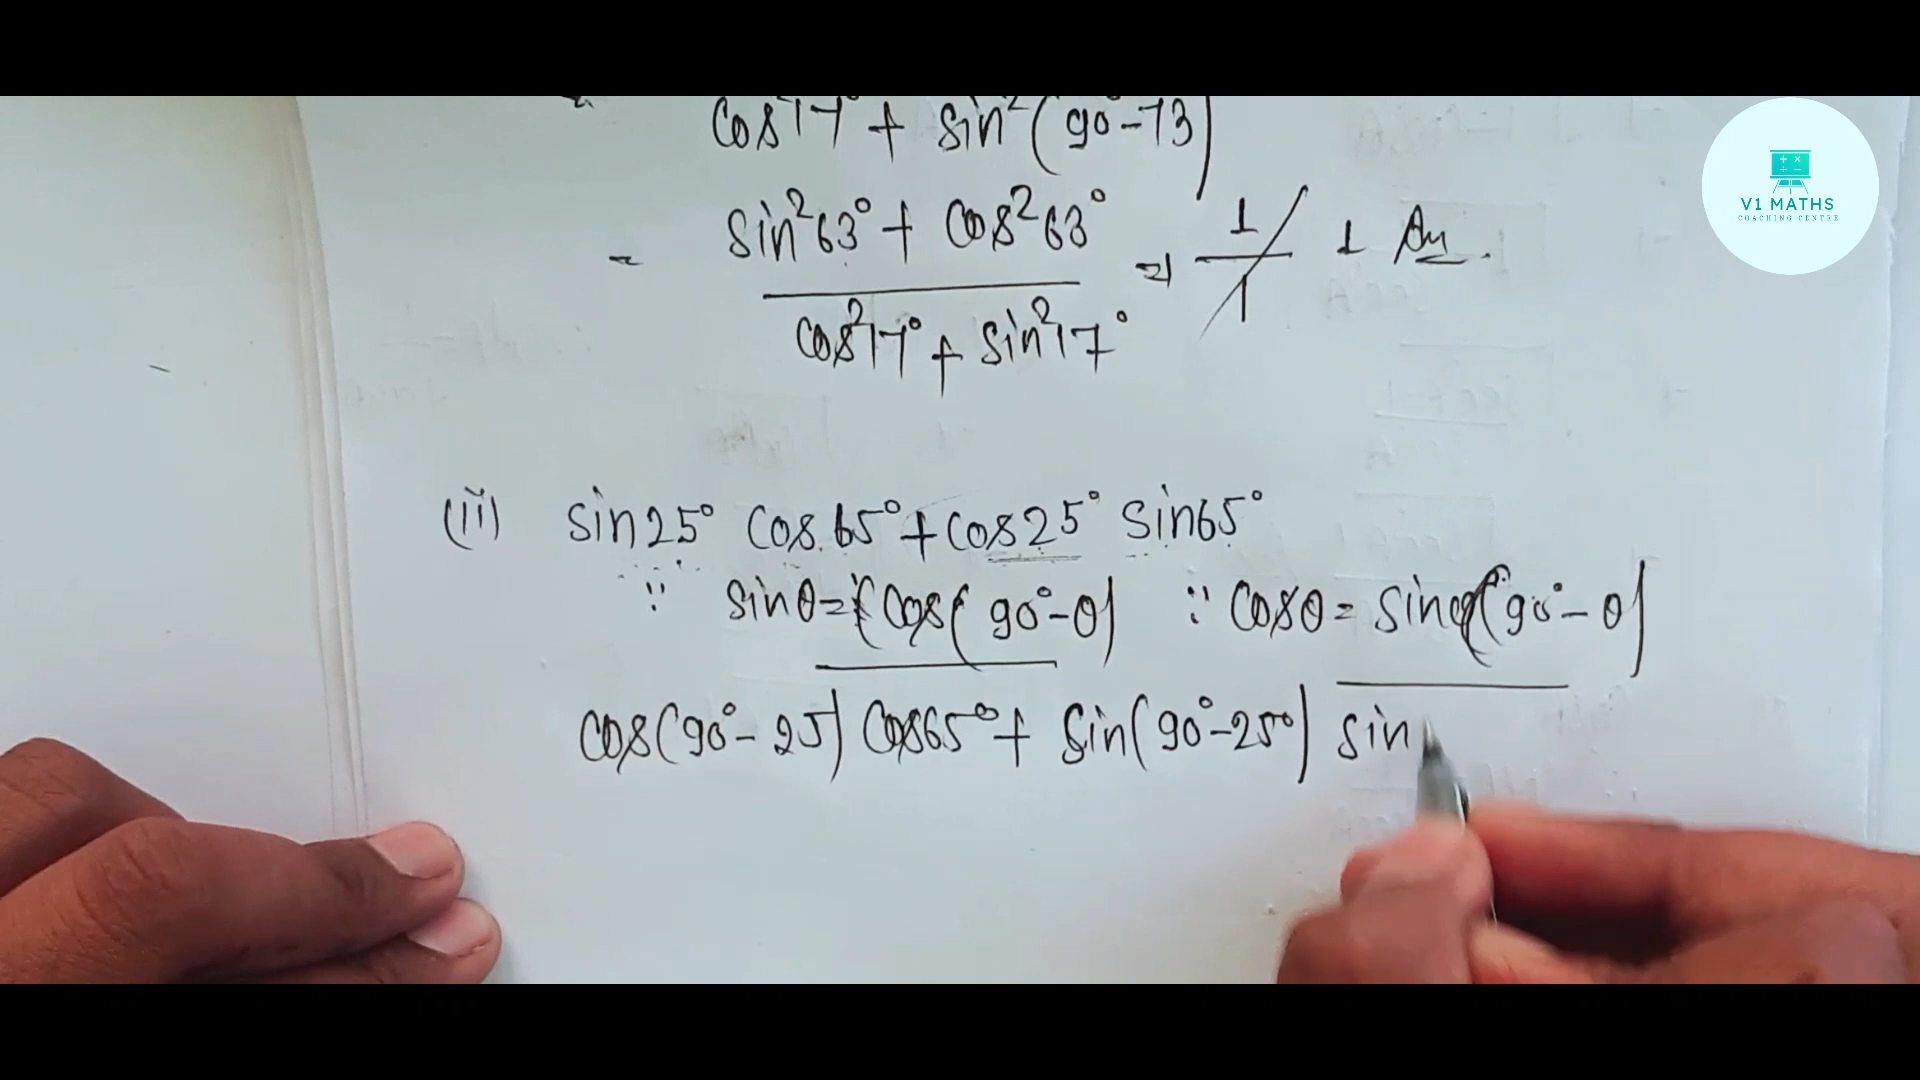 cos²17° + sin²(90°-73)
V1 MATHS
COACHING CENTRE
= sin²63° + cos²63° ⇒ 1/1 1 Ans.
cos²17° + sin²17°
(ii) sin25° cos65° + cos25° sin65°
∵ sinθ = cos(90°-θ) ∵ cosθ = sin(90°-θ)
cos(90°-25) cos65° + sin(90°-25°) sin